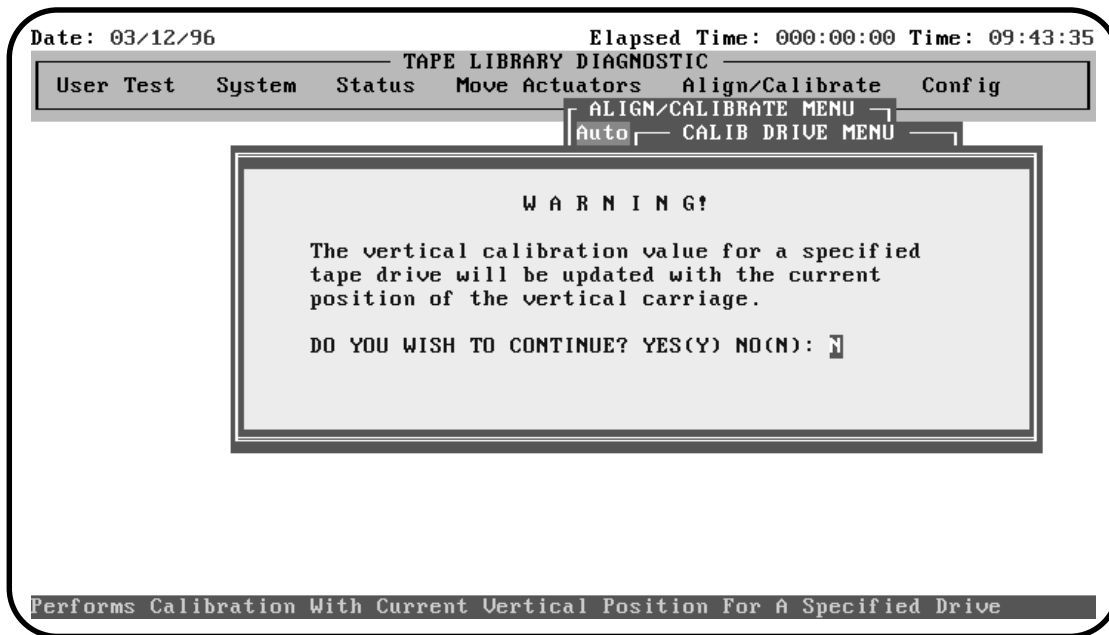 Date: 03/12/96 Elapsed Time: 000:00:00 Time: 09:43:35
TAPE LIBRARY DIAGNOSTIC
User Test System Status Move Actuators Align/Calibrate Config
ALIGN/CALIBRATE MENU
Auto CALIB DRIVE MENU
W A R N I N G!
The vertical calibration value for a specified
tape drive will be updated with the current
position of the vertical carriage.
DO YOU WISH TO CONTINUE? YES(Y) NO(N): N
Performs Calibration With Current Vertical Position For A Specified Drive